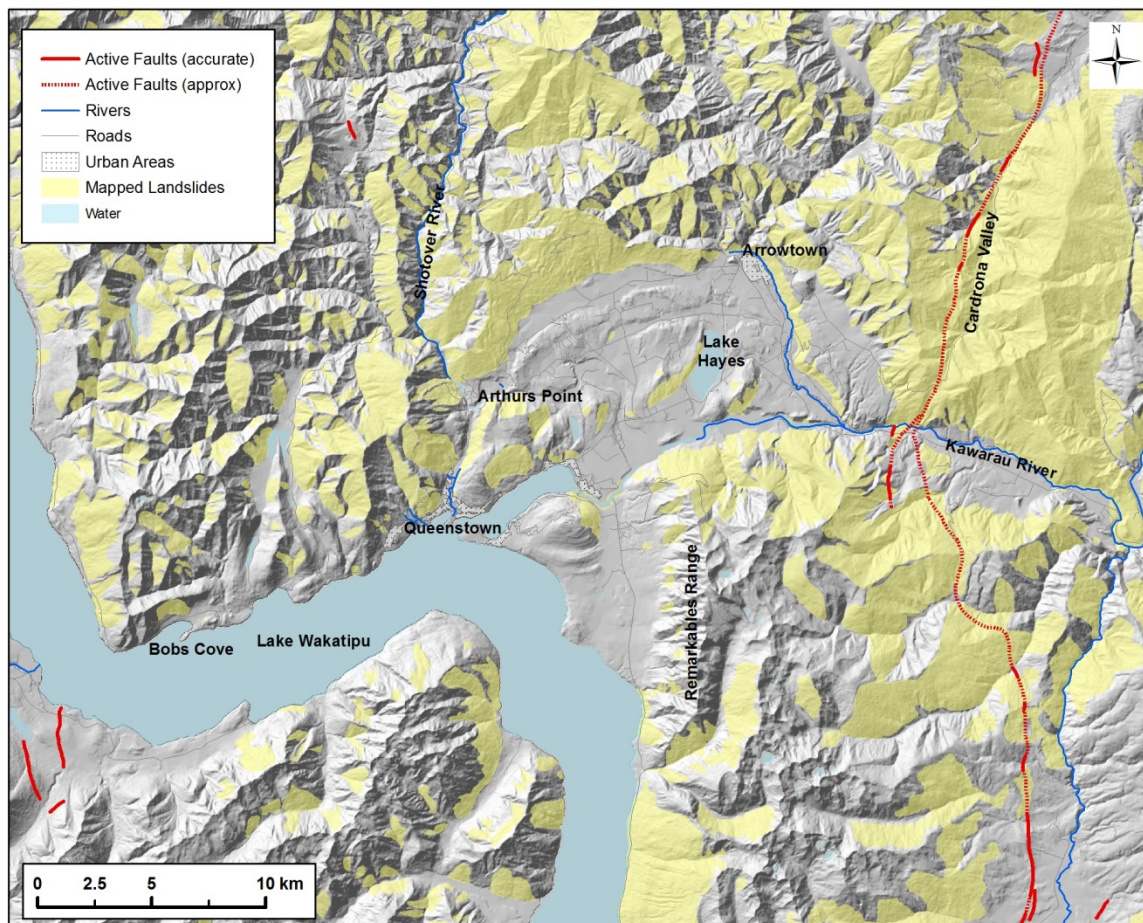 Active Faults (accurate)
Active Faults (approx)
Rivers
Roads
Urban Areas
Mapped Landslides
Water
N
Shotover River
Arrowtown
Cardrona Valley
Lake
Hayes
Arthurs Point
Kawarau River
Queenstown
Remarkables Range
Bobs Cove
Lake Wakatipu
0 2.5 5 10 km